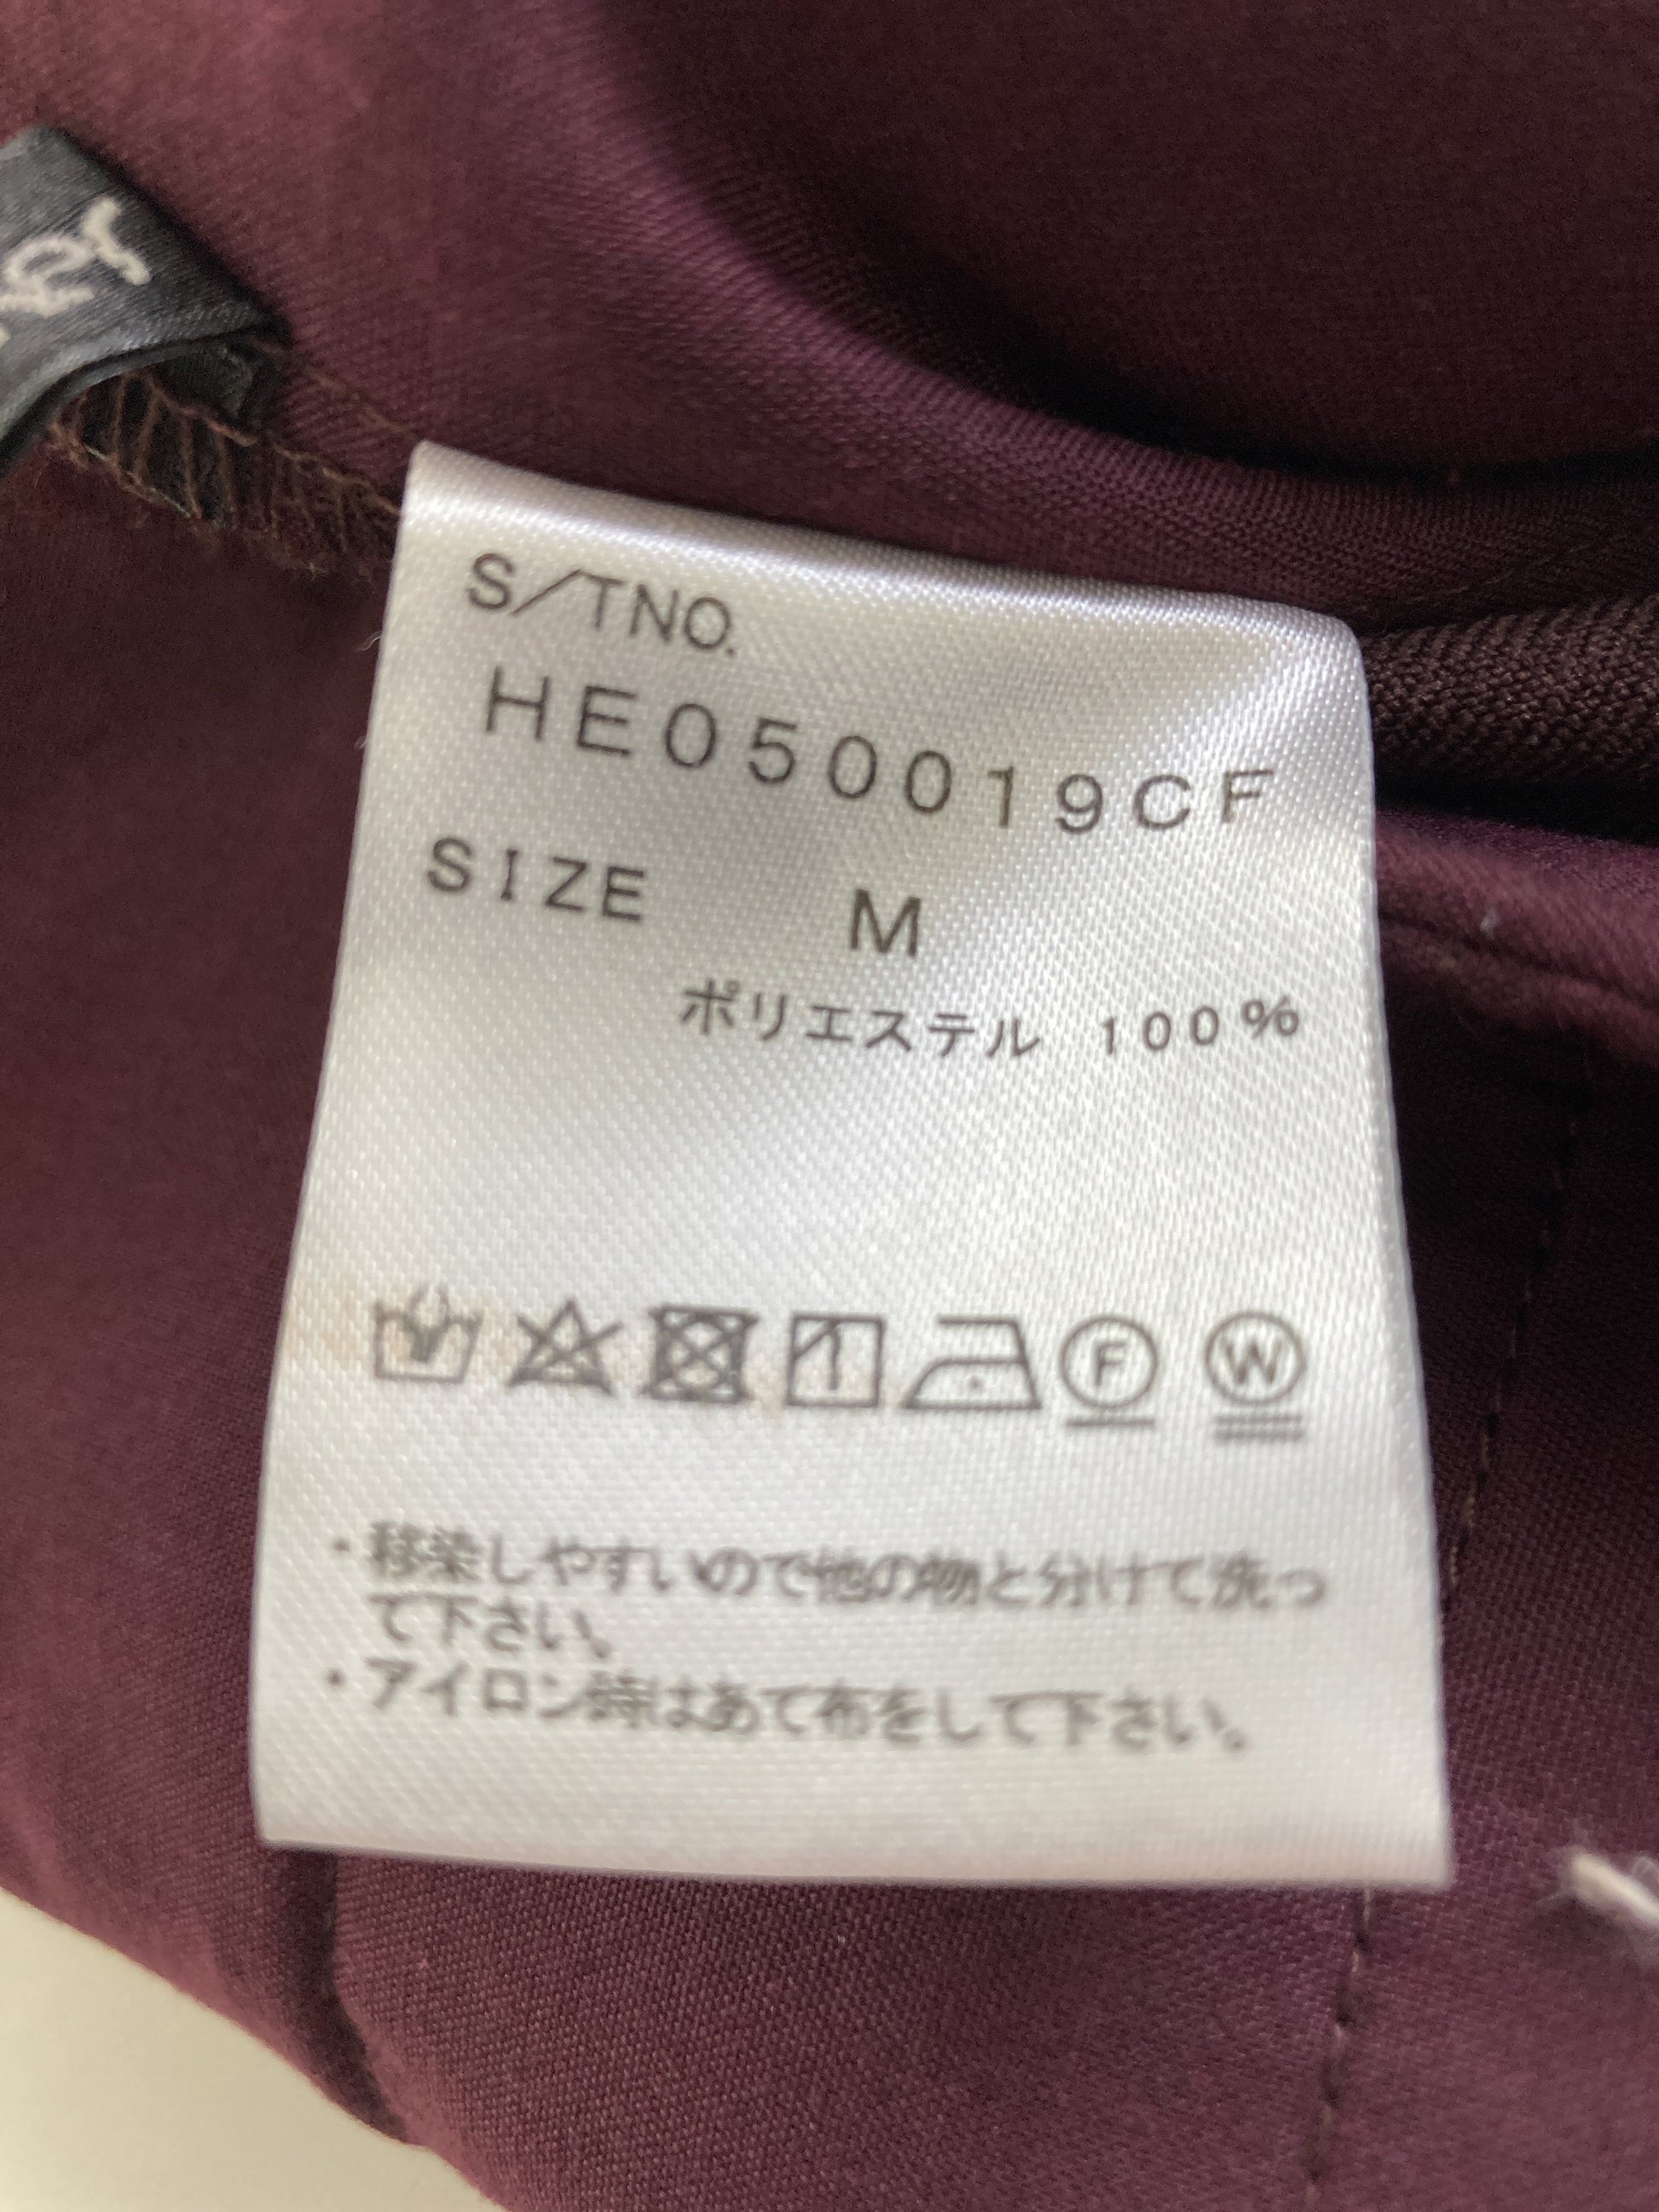 S/TNO.
HE050019CF
SIZE M
ポリエステル 100%
F W
・移染しやすいので他の物と分けて洗っ
て下さい。
・アイロン時はあて布をして下さい。